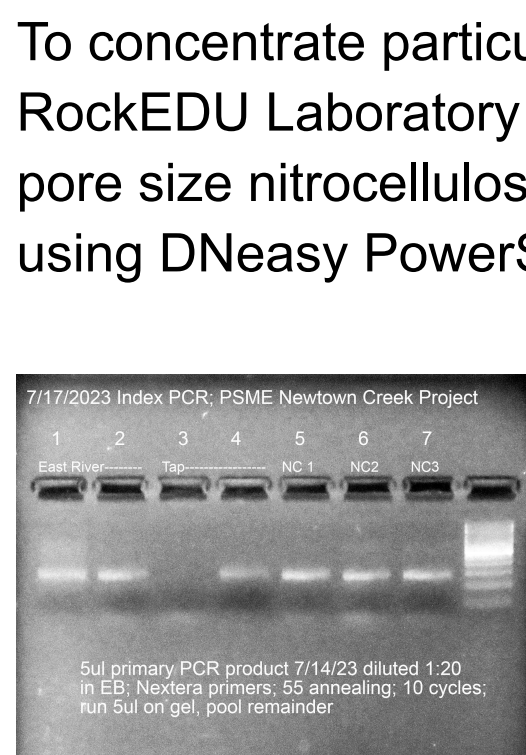 To concentrate particu
RockEDU Laboratory
pore size nitrocellulos
using DNeasy PowerS
7/17/2023 Index PCR; PSME Newtown Creek Project
1 2 3 4 5 6 7
East River-------- Tap----------------- NC 1 NC2 NC3
5ul primary PCR product 7/14/23 diluted 1:20
in EB; Nextera primers; 55 annealing; 10 cycles;
run 5ul on gel, pool remainder